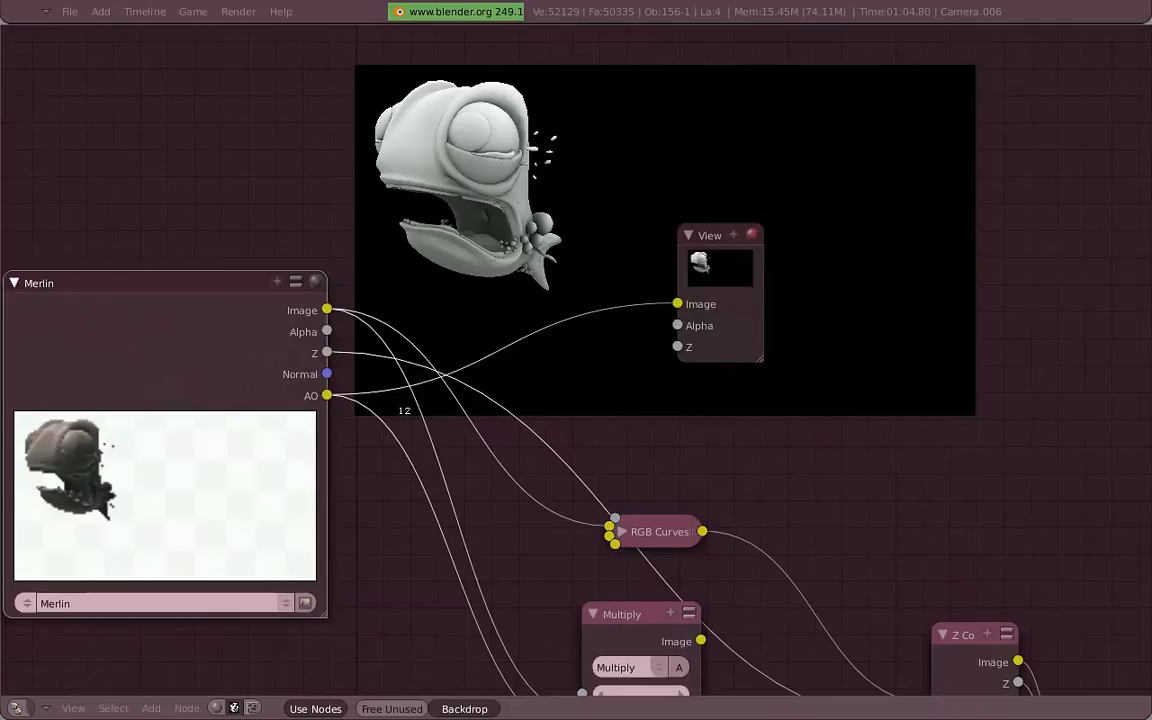 File Add Timeline Game Render Help www.blender.org 249.1 Ve:52129 | Fa:50335 | Ob:156-1 | La:4 | Mem:15.45M (74.11M) | Time:01:04.80 | Camera.006
View
Image
Alpha
Z
Merlin
Image
Alpha
Z
Normal
AO
12
Merlin
RGB Curves
Multiply
Image
Multiply A
Z Co
Image
Z
View Select Add Node Use Nodes Free Unused Backdrop